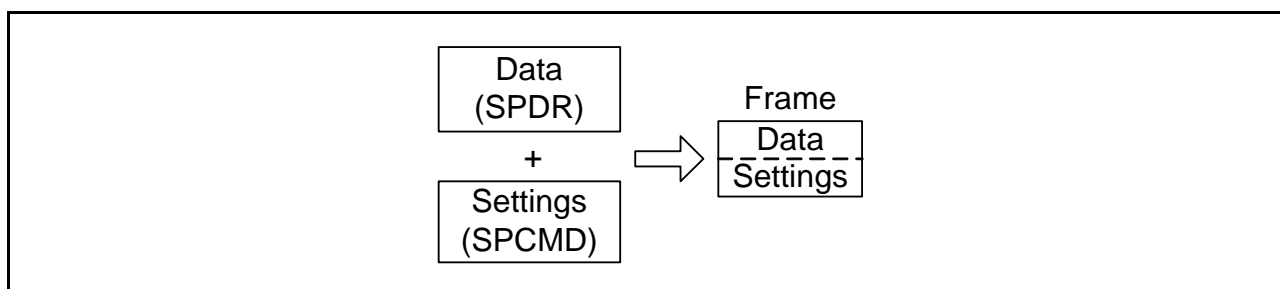 Data
(SPDR)
+
Settings
(SPCMD)
Frame
Data
Settings